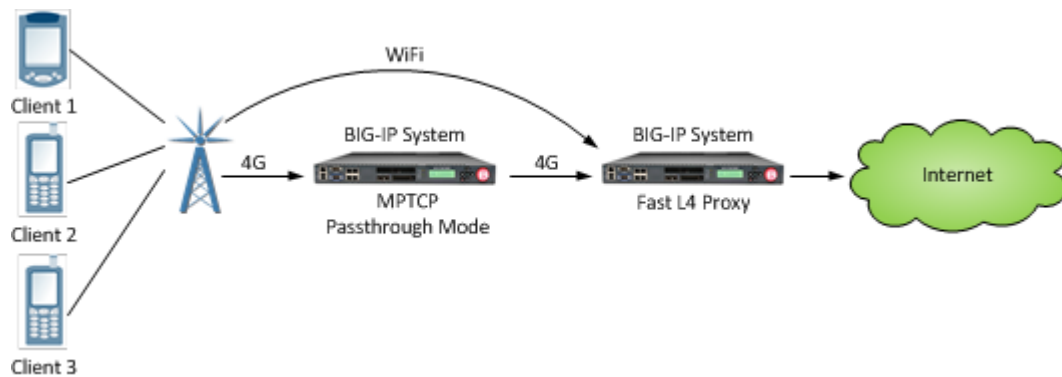 Client 1
Client 2
Client 3
WiFi
4G
BIG-IP System
MPTCP
Passthrough Mode
4G
BIG-IP System
Fast L4 Proxy
Internet